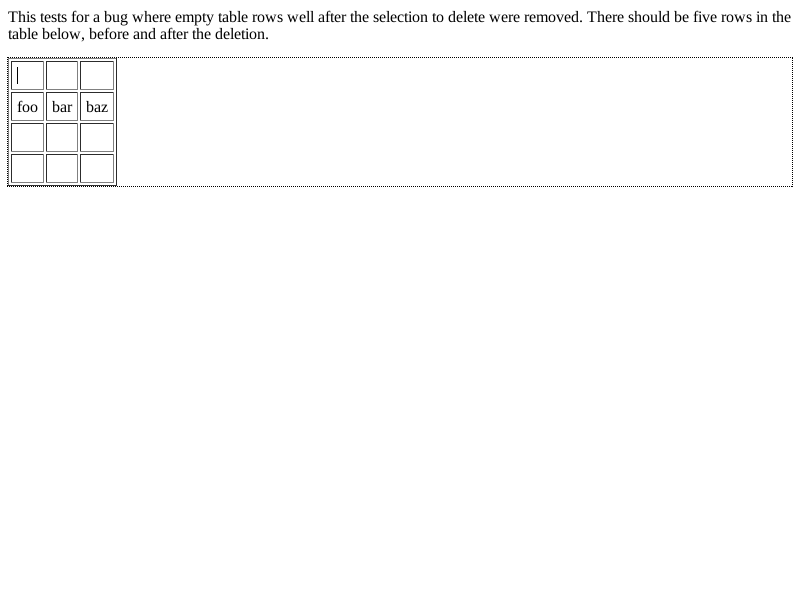 This tests for a bug where empty table rows well after the selection to delete were removed. There should be five rows in the
table below, before and after the deletion.
foo bar baz